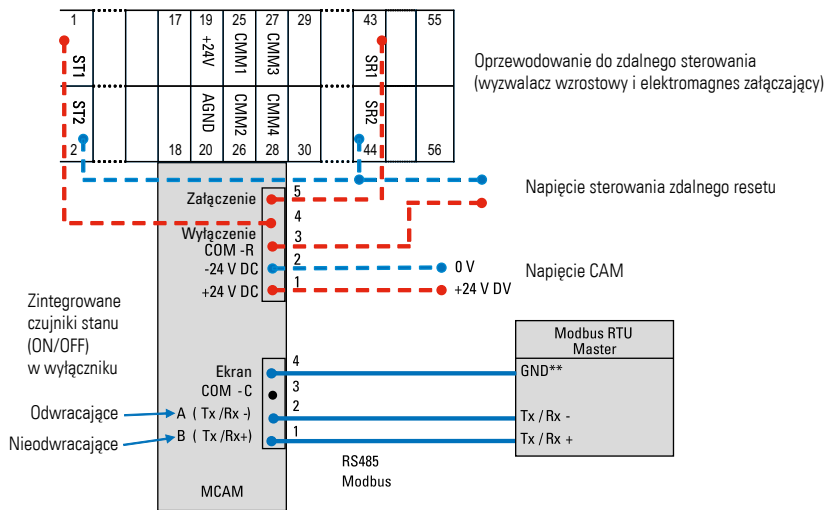 1 17 19 25 27 29 43 55
ST1 +24V CMM1 CMM3 SR1
ST2 AGND CMM2 CMM4 SR2
2 18 20 26 28 30 44 56
Oprzewodowanie do zdalnego sterowania
(wyzwalacz wzrostowy i elektromagnes załączający)
Załączenie 5
4
Wyłączenie
COM -R 3
-24 V DC 2
+24 V DC 1
Napięcie sterowania zdalnego resetu
0 V
+24 V DV
Napięcie CAM
Zintegrowane
czujniki stanu
(ON/OFF)
w wyłączniku
Modbus RTU
Master
Ekran 4
GND**
COM - C 3
Odwracające
A ( Tx /Rx -) 2
Tx / Rx -
Nieodwracające
B ( Tx /Rx+) 1
Tx / Rx +
RS485
Modbus
MCAM